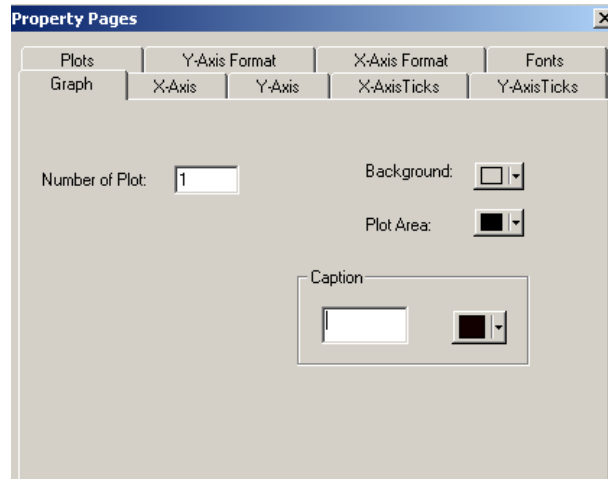 Property Pages
Plots Y-Axis Format X-Axis Format Fonts
Graph X-Axis Y-Axis X-AxisTicks Y-AxisTicks
Number of Plot: 1 Background:
Plot Area:
Caption